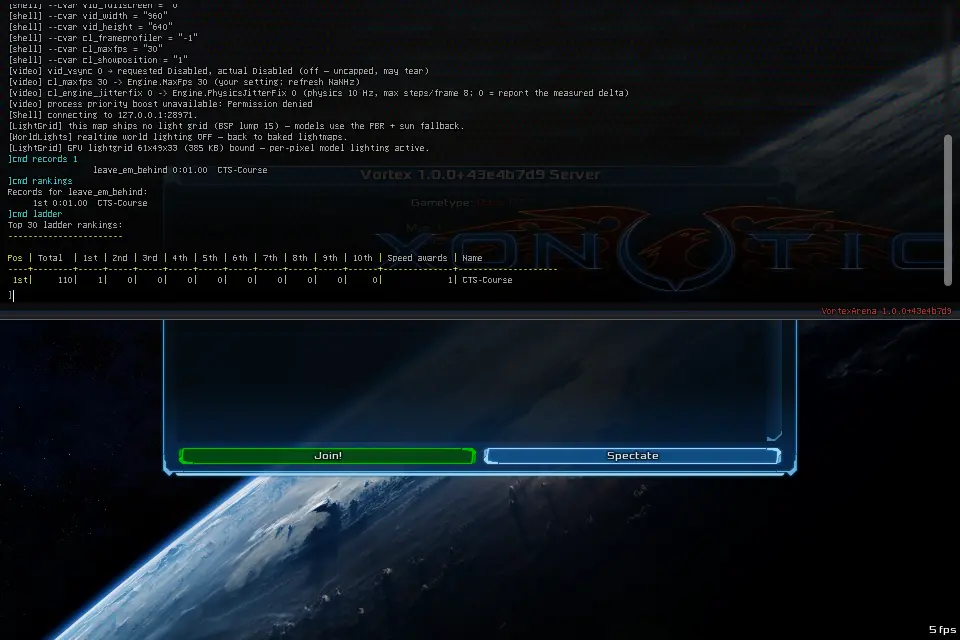 [shell] --cvar vid_fullscreen = "0"
[shell] --cvar vid_width = "960"
[shell] --cvar vid_height = "640"
[shell] --cvar cl_frameprofiler = "-1"
[shell] --cvar cl_maxfps = "30"
[shell] --cvar cl_showposition = "1"
[video] vid_vsync 0 → requested Disabled, actual Disabled (off — uncapped, may tear)
[video] cl_maxfps 30 -> Engine.MaxFps 30 (your setting; refresh NaNHz)
[video] cl_engine_jitterfix 0 -> Engine.PhysicsJitterFix 0 (physics 10 Hz, max steps/frame 8; 0 = report the measured delta)
[video] process priority boost unavailable: Permission denied
[Shell] connecting to 127.0.0.1:28971.
[LightGrid] this map ships no light grid (BSP lump 15) — models use the PBR + sun fallback.
[WorldLights] realtime world lighting OFF — back to baked lightmaps.
[LightGrid] GPU lightgrid 61x49x33 (385 KB) bound — per-pixel model lighting active.
]cmd records 1
leave_em_behind 0:01.00 CTS-Course
Vortex 1.0.0+43e4b7d9 Server
]cmd rankings
Records for leave_em_behind:
1st 0:01.00 CTS-Course
Gametype:
]cmd ladder
Top 30 ladder rankings:
-----------------------
XONOTIC
Pos | Total | 1st | 2nd | 3rd | 4th | 5th | 6th | 7th | 8th | 9th | 10th | Speed awards | Name
1st| 110| 1| 0| 0| 0| 0| 0| 0| 0| 0| 0| 1| CTS-Course
]
VortexArena 1.0.0+43e4b7d9
Join!
Spectate
5 fps